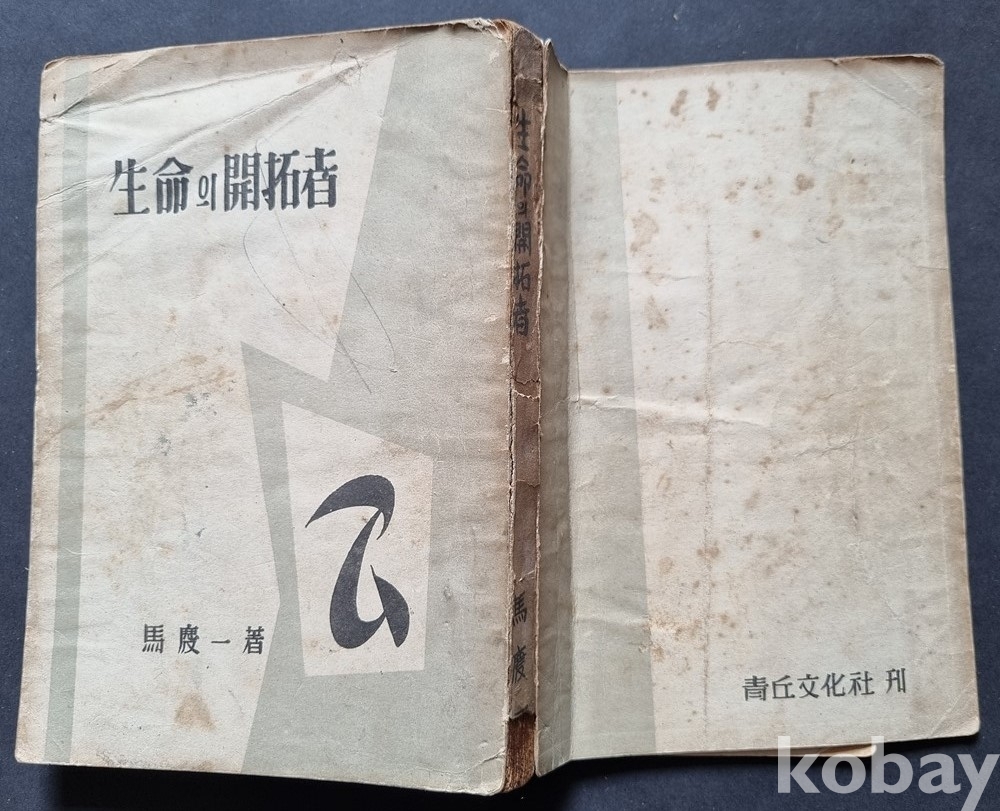 生命의 開拓者
馬慶一著
生命의 開拓者
馬慶
靑丘文化社 刊
kobay